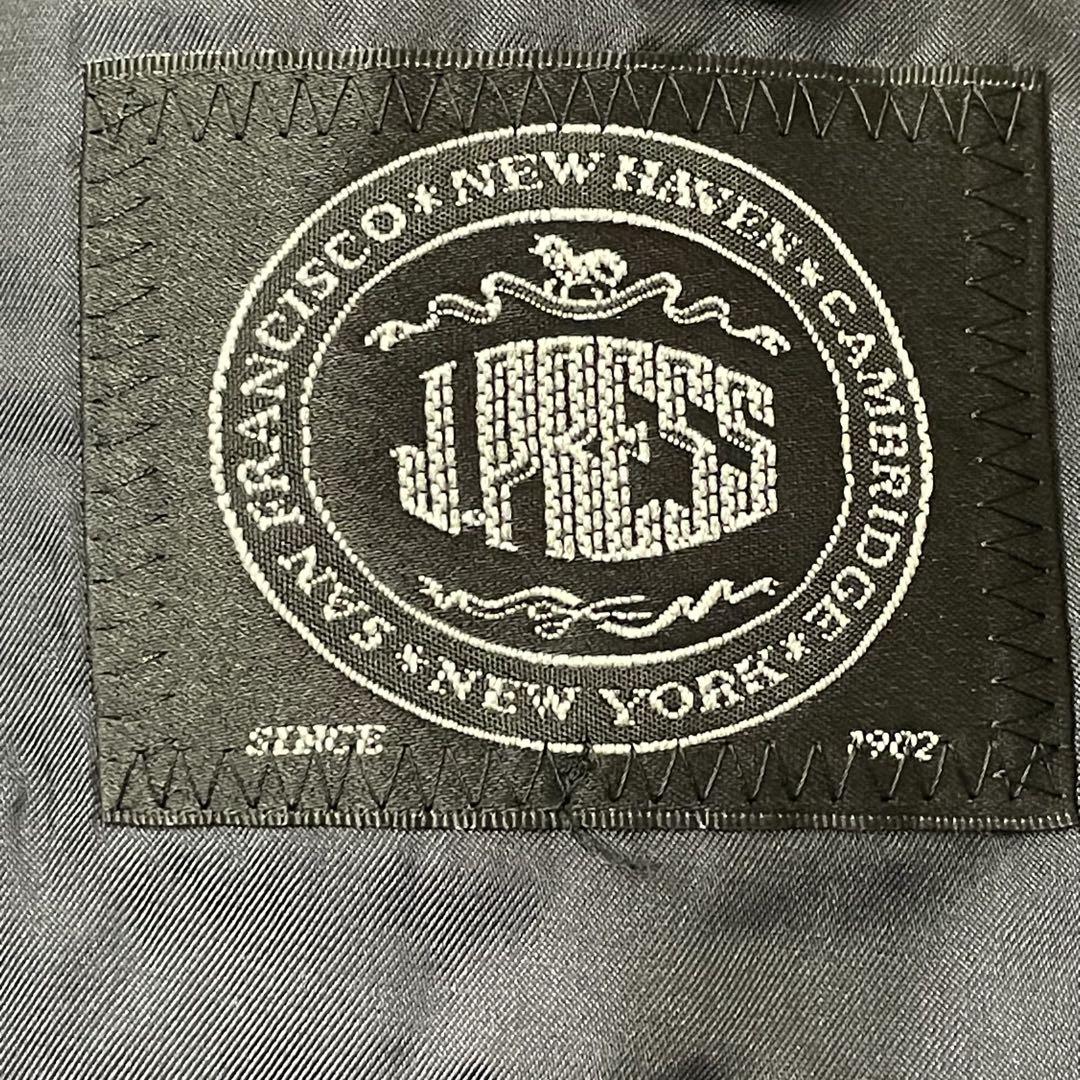 SAN FRANCISCO * NEW HAVEN * CAMBRIDGE * NEW YORK *
J.PRESS
SINCE 1902